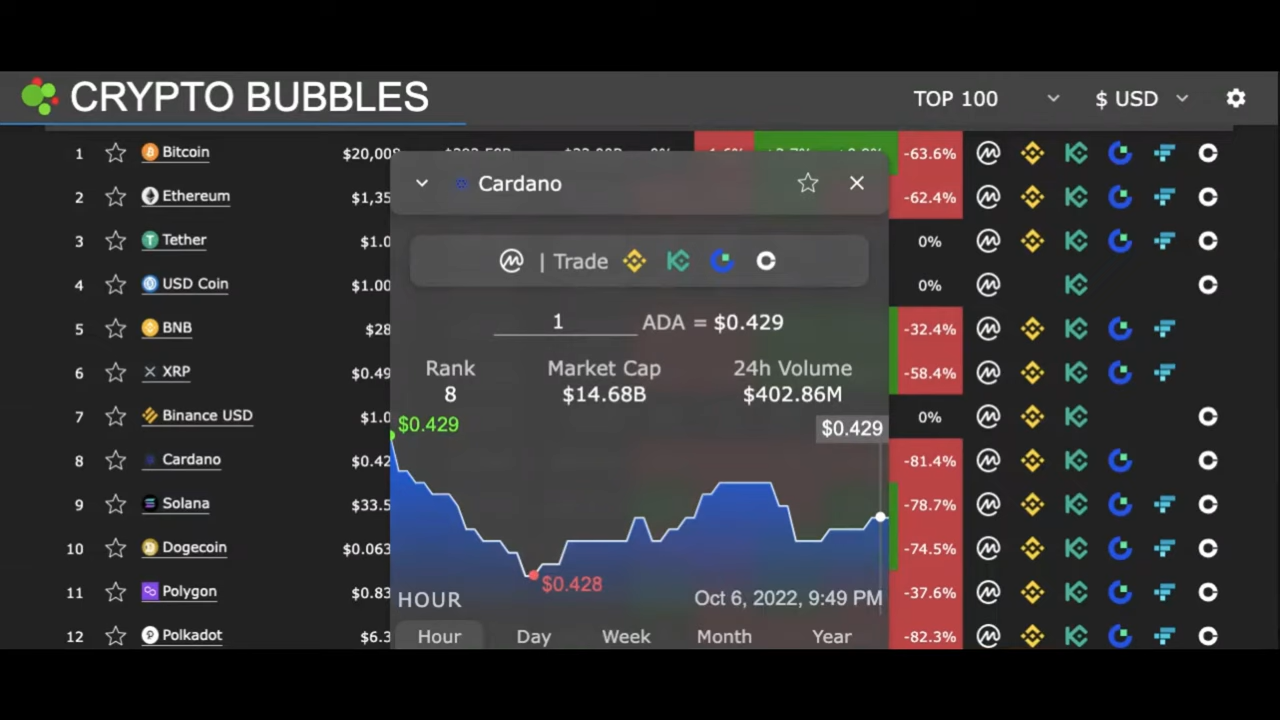 CRYPTO BUBBLES TOP 100 $ USD
1 Bitcoin $20,008 -63.6%
Cardano
2 Ethereum $1,35 -62.4%
3 Tether $1.0 0%
| Trade
4 USD Coin $1.00 0%
5 BNB $28 -32.4%
1 ADA = $0.429
6 XRP $0.49 -58.4%
Rank Market Cap 24h Volume
8 $14.68B $402.86M
7 Binance USD $1.0 0%
$0.429 $0.429
8 Cardano $0.42 -81.4%
9 Solana $33.5 -78.7%
10 Dogecoin $0.063 -74.5%
$0.428
11 Polygon $0.83 -37.6%
HOUR Oct 6, 2022, 9:49 PM
12 Polkadot $6.3 -82.3%
Hour Day Week Month Year